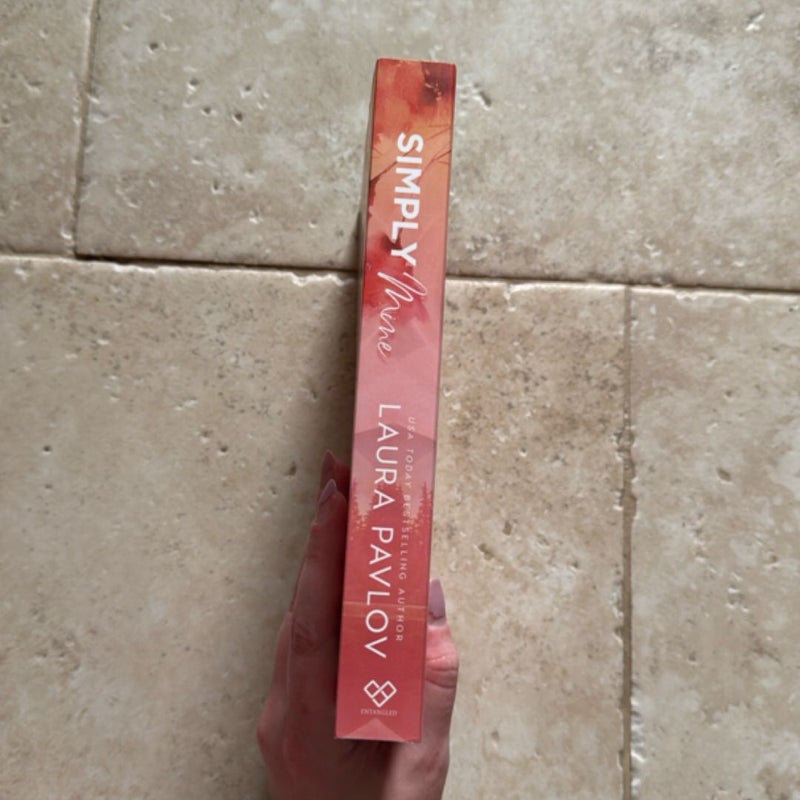 SIMPLY Mine
USA TODAY BESTSELLING AUTHOR
LAURA PAVLOV
ENTANGLED